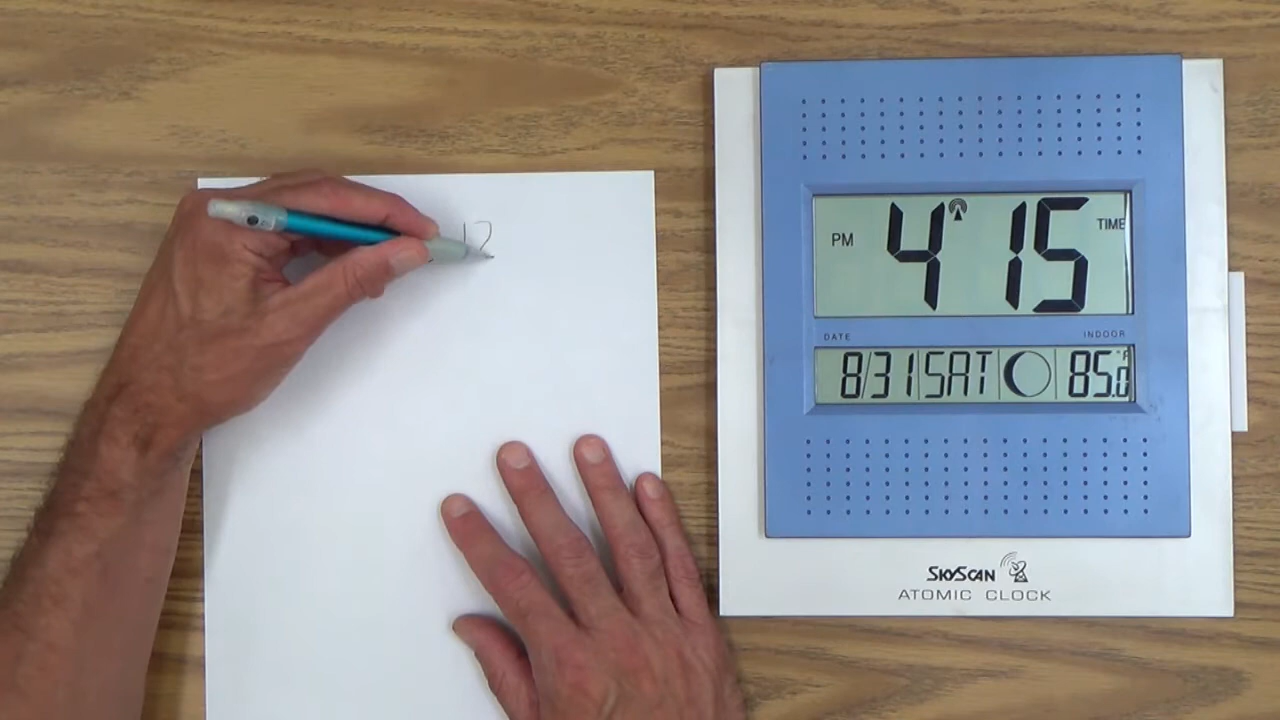 12
PM 4 15 TIME
DATE INDOOR
8/31 SAT 85.0 °F
SKYSCAN
ATOMIC CLOCK